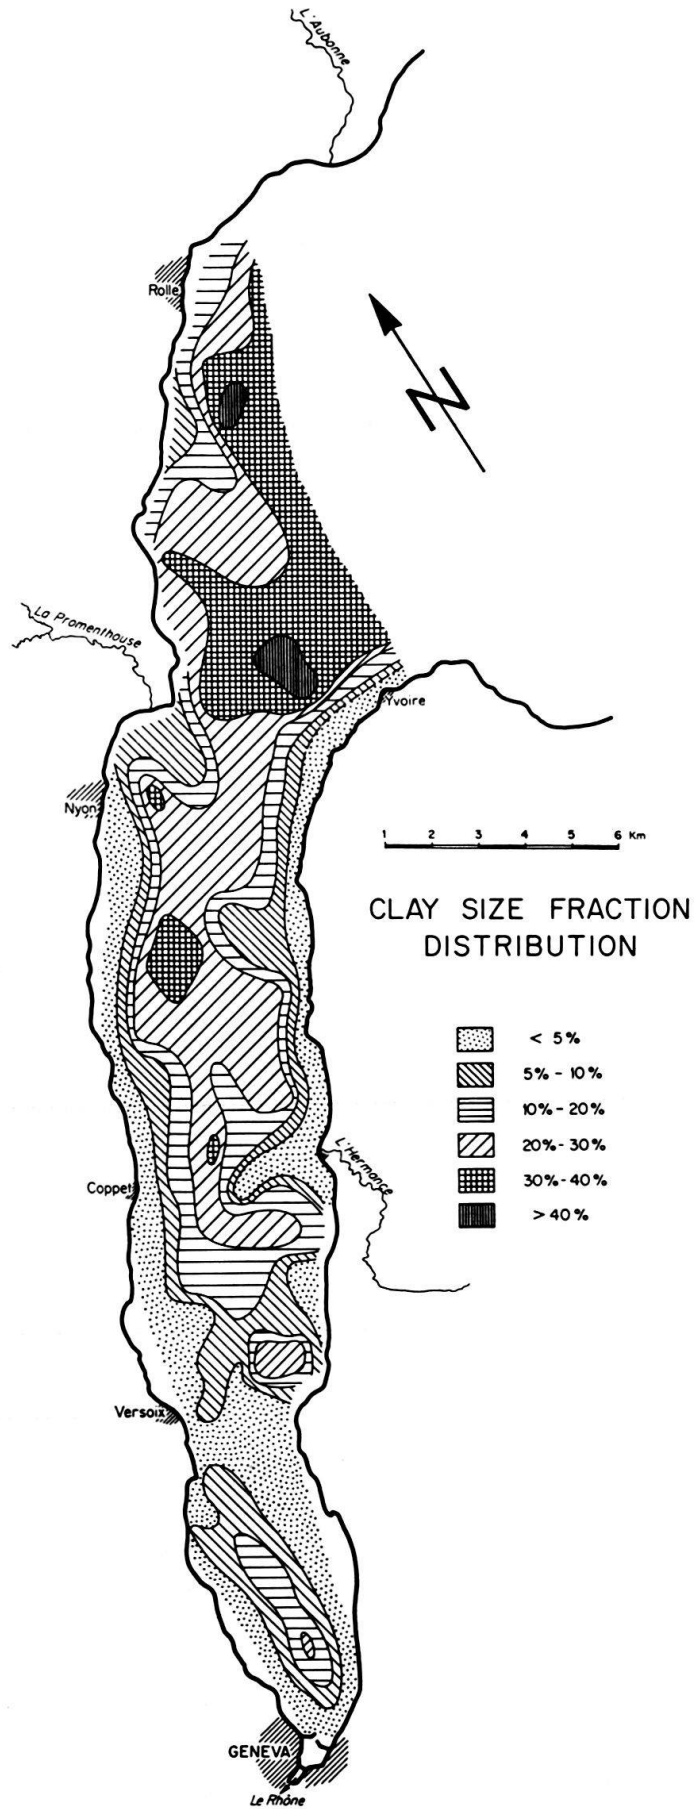 L'Aubonne
Rolle
N
La Promenthouse
Yvoire
Nyon
1 2 3 4 5 6 Km
CLAY SIZE FRACTION
DISTRIBUTION
< 5%
5% - 10%
10% - 20%
20% - 30%
30% - 40%
> 40%
L'Hermance
Coppet
Versoix
GENEVA
Le Rhône